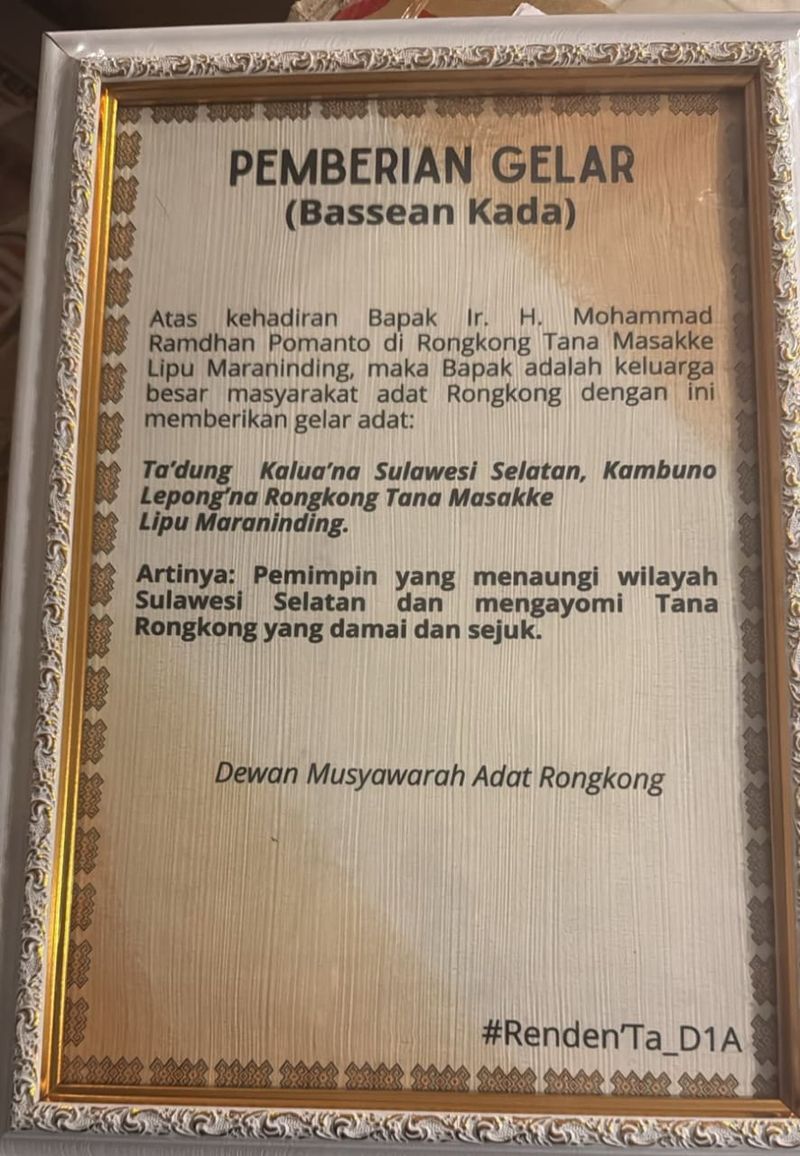 PEMBERIAN GELAR
(Bassean Kada)
Atas kehadiran Bapak Ir. H. Mohammad
Ramdhan Pomanto di Rongkong Tana Masakke
Lipu Maraninding, maka Bapak adalah keluarga
besar masyarakat adat Rongkong dengan ini
memberikan gelar adat:
Ta’dung Kalua’na Sulawesi Selatan, Kambuno
Lepong’na Rongkong Tana Masakke
Lipu Maraninding.
Artinya: Pemimpin yang menaungi wilayah
Sulawesi Selatan dan mengayomi Tana
Rongkong yang damai dan sejuk.
Dewan Musyawarah Adat Rongkong
#Renden’Ta_D1A